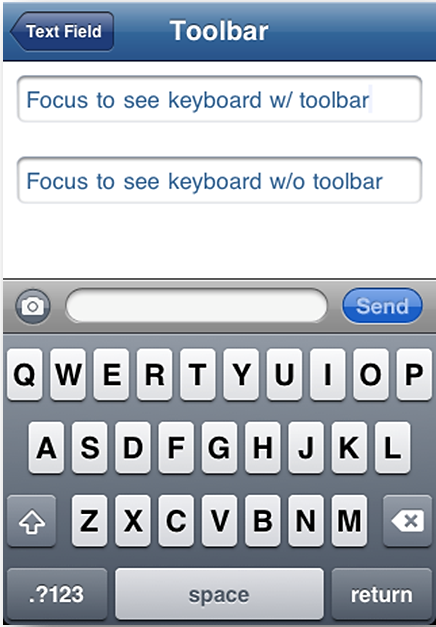 Text Field Toolbar
Focus to see keyboard w/ toolbar
Focus to see keyboard w/o toolbar
Send
Q W E R T Y U I O P
A S D F G H J K L
Z X C V B N M
.?123 space return